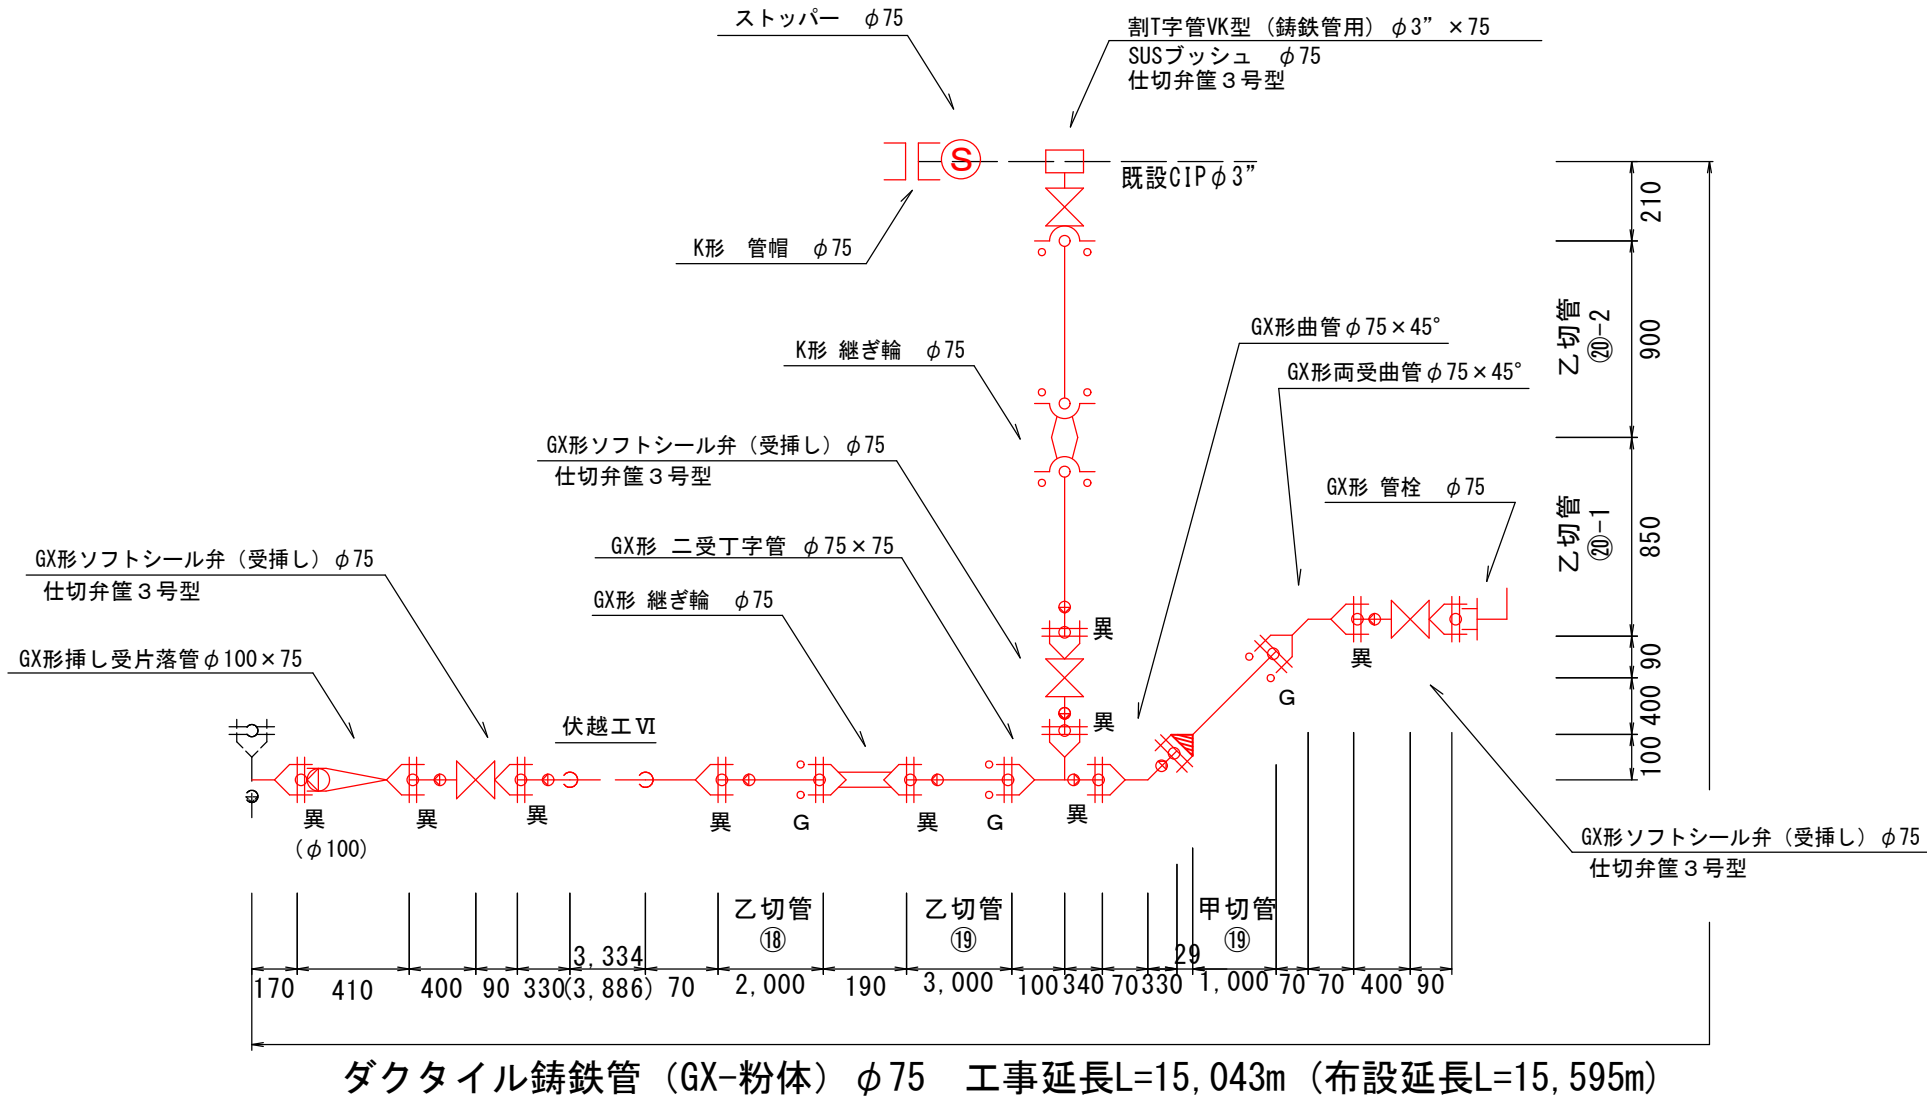 ストッパー φ75
割T字管VK型（鋳鉄管用）φ3”×75
SUSブッシュ φ75
仕切弁筐３号型
S
既設CIPφ3”
K形 管帽 φ75
210
乙切管
⑳-2
900
GX形曲管φ75×45°
K形 継ぎ輪 φ75
GX形両受曲管φ75×45°
GX形ソフトシール弁（受挿し）φ75
仕切弁筐３号型
GX形 管栓 φ75
乙切管
⑳-1
850
GX形ソフトシール弁（受挿し）φ75
仕切弁筐３号型
GX形 二受丁字管 φ75×75
GX形 継ぎ輪 φ75
異
異
90
GX形挿し受片落管φ100×75
G
400
伏越工Ⅵ
異
100
異
(φ100)
異
異
異
G
異
G
異
GX形ソフトシール弁（受挿し）φ75
仕切弁筐３号型
乙切管
⑱
乙切管
⑲
甲切管
⑲
3,334
29
170
410
400
90
330
(3,886)
70
2,000
190
3,000
100
340
70
330
1,000
70
70
400
90
ダクタイル鋳鉄管（GX-粉体）φ75 工事延長L=15,043m（布設延長L=15,595m）